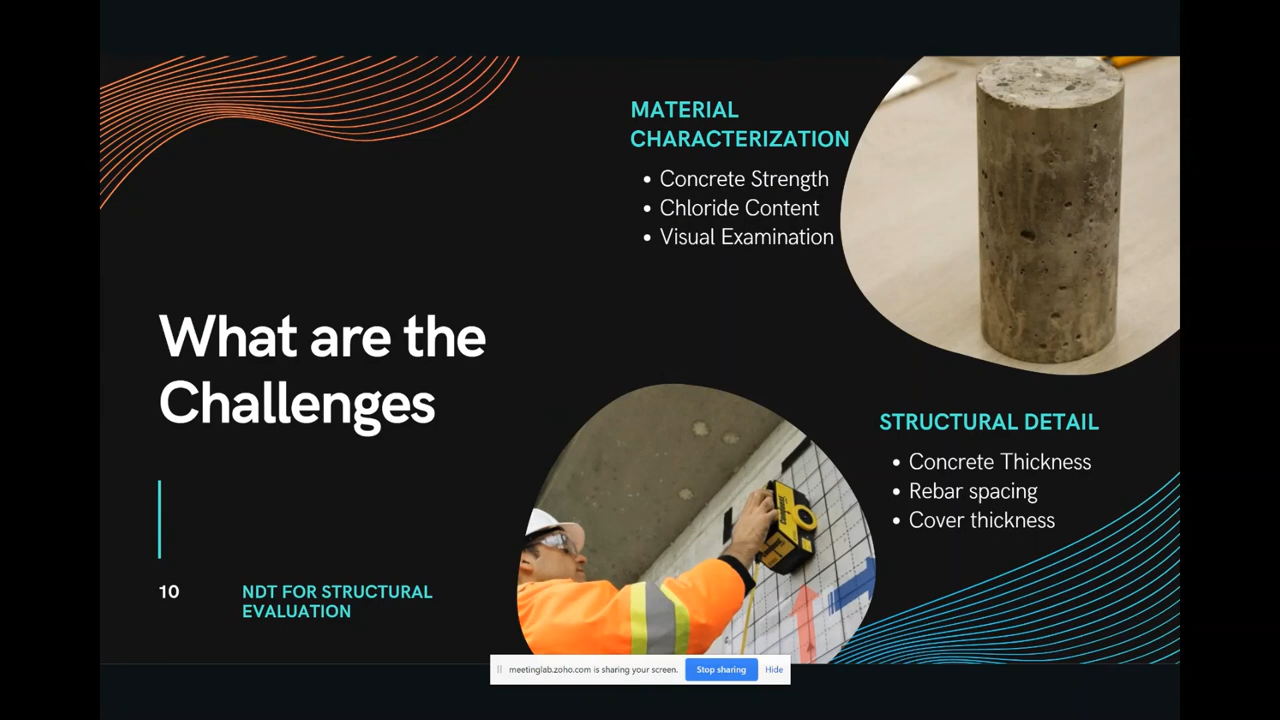 MATERIAL
CHARACTERIZATION
• Concrete Strength
• Chloride Content
• Visual Examination
What are the
Challenges
STRUCTURAL DETAIL
• Concrete Thickness
• Rebar spacing
• Cover thickness
10
NDT FOR STRUCTURAL
EVALUATION
meetinglab.zoho.com is sharing your screen. Stop sharing Hide